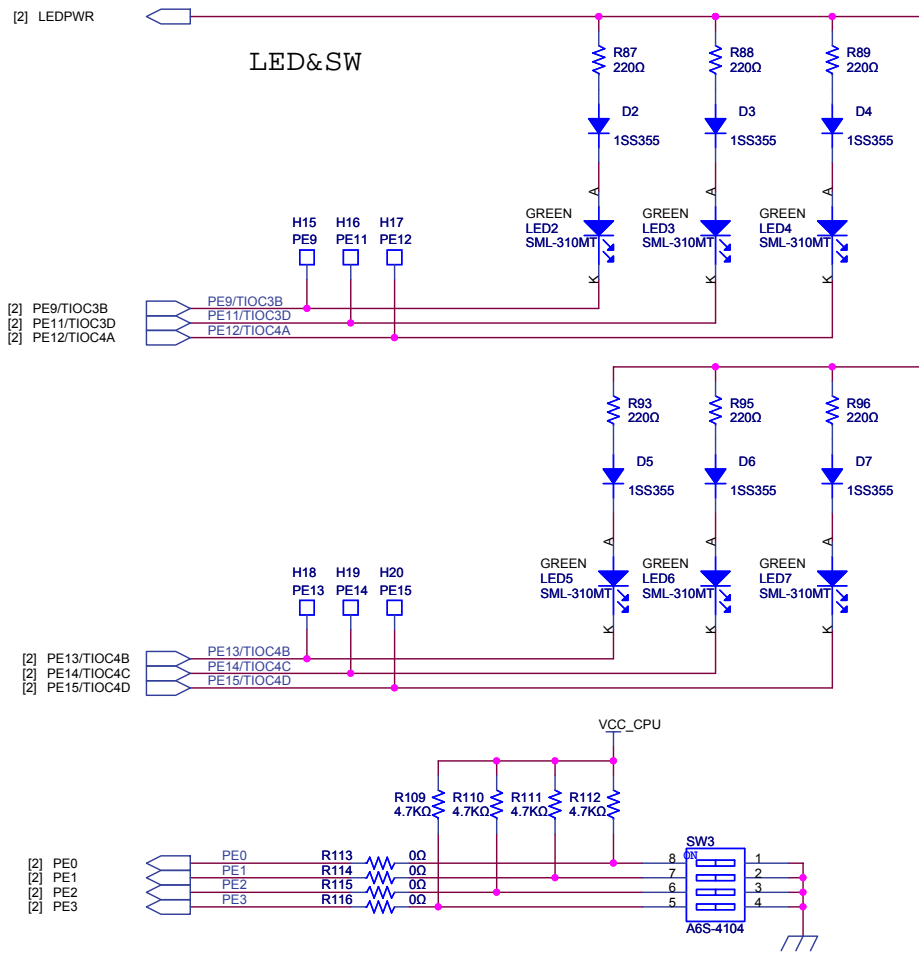 [2] LEDPWR
LED&SW
R87
220Ω
R88
220Ω
R89
220Ω
D2
1SS355
D3
1SS355
D4
1SS355
A
A
A
GREEN
LED2
SML-310MT
GREEN
LED3
SML-310MT
GREEN
LED4
SML-310MT
K
K
K
H15
PE9
H16
PE11
H17
PE12
[2] PE9/TIOC3B
PE9/TIOC3B
[2] PE11/TIOC3D
PE11/TIOC3D
[2] PE12/TIOC4A
PE12/TIOC4A
R93
220Ω
R95
220Ω
R96
220Ω
D5
1SS355
D6
1SS355
D7
1SS355
A
A
A
GREEN
LED5
SML-310MT
GREEN
LED6
SML-310MT
GREEN
LED7
SML-310MT
K
K
K
H18
PE13
H19
PE14
H20
PE15
[2] PE13/TIOC4B
PE13/TIOC4B
[2] PE14/TIOC4C
PE14/TIOC4C
[2] PE15/TIOC4D
PE15/TIOC4D
VCC_CPU
R109
4.7KΩ
R110
4.7KΩ
R111
4.7KΩ
R112
4.7KΩ
[2] PE0
PE0
R113 0Ω
[2] PE1
PE1
R114 0Ω
[2] PE2
PE2
R115 0Ω
[2] PE3
PE3
R116 0Ω
SW3
ON
8 1
7 2
6 3
5 4
A6S-4104